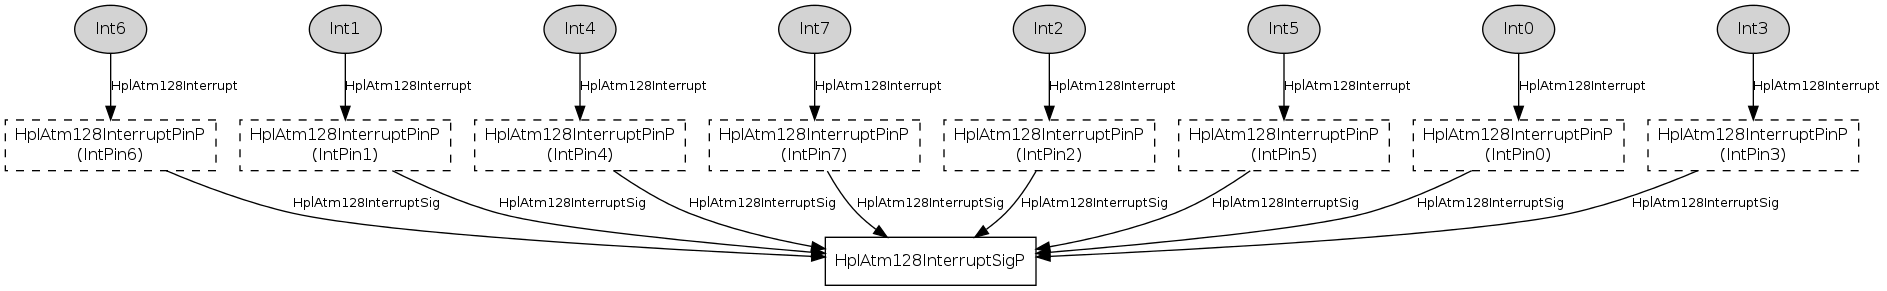 Int6
Int1
Int4
Int7
Int2
Int5
Int0
Int3
HplAtm128Interrupt
HplAtm128Interrupt
HplAtm128Interrupt
HplAtm128Interrupt
HplAtm128Interrupt
HplAtm128Interrupt
HplAtm128Interrupt
HplAtm128Interrupt
HplAtm128InterruptPinP
(IntPin6)
HplAtm128InterruptPinP
(IntPin1)
HplAtm128InterruptPinP
(IntPin4)
HplAtm128InterruptPinP
(IntPin7)
HplAtm128InterruptPinP
(IntPin2)
HplAtm128InterruptPinP
(IntPin5)
HplAtm128InterruptPinP
(IntPin0)
HplAtm128InterruptPinP
(IntPin3)
HplAtm128InterruptSig
HplAtm128InterruptSig
HplAtm128InterruptSig
HplAtm128InterruptSig
HplAtm128InterruptSig
HplAtm128InterruptSig
HplAtm128InterruptSig
HplAtm128InterruptSig
HplAtm128InterruptSigP